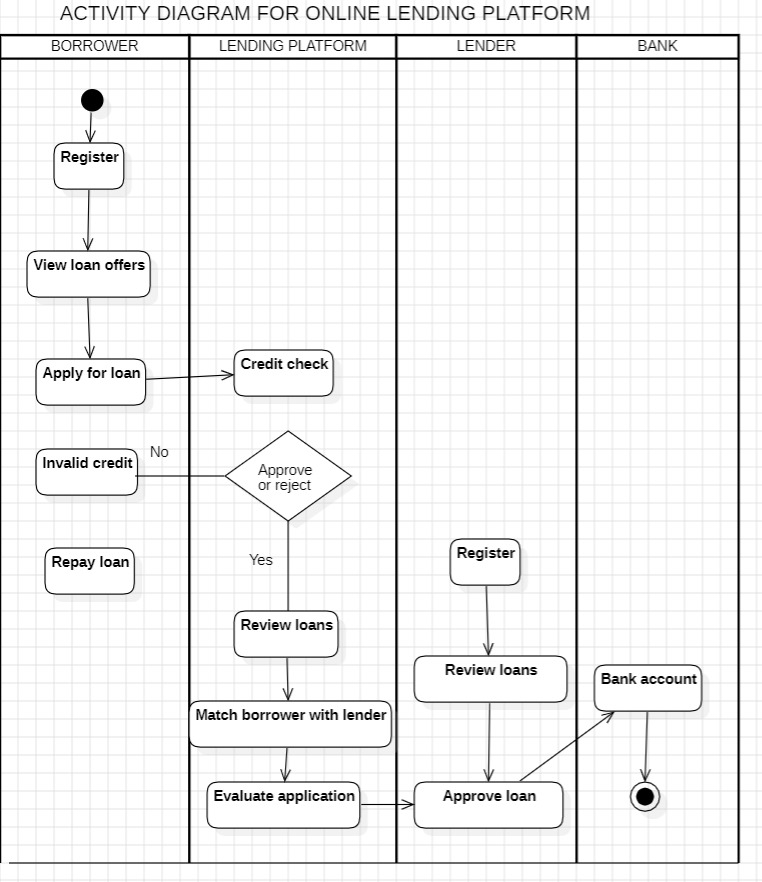 ACTIVITY DIAGRAM FOR ONLINE LENDING PLATFORM
BORROWER
LENDING PLATFORM
LENDER
BANK
Register
View loan offers
Apply for loan
Credit check
Invalid credit
No
Approve
or reject
Repay loan
Yes
Register
Review loans
Review loans
Bank account
Match borrower with lender
Evaluate application
Approve loan